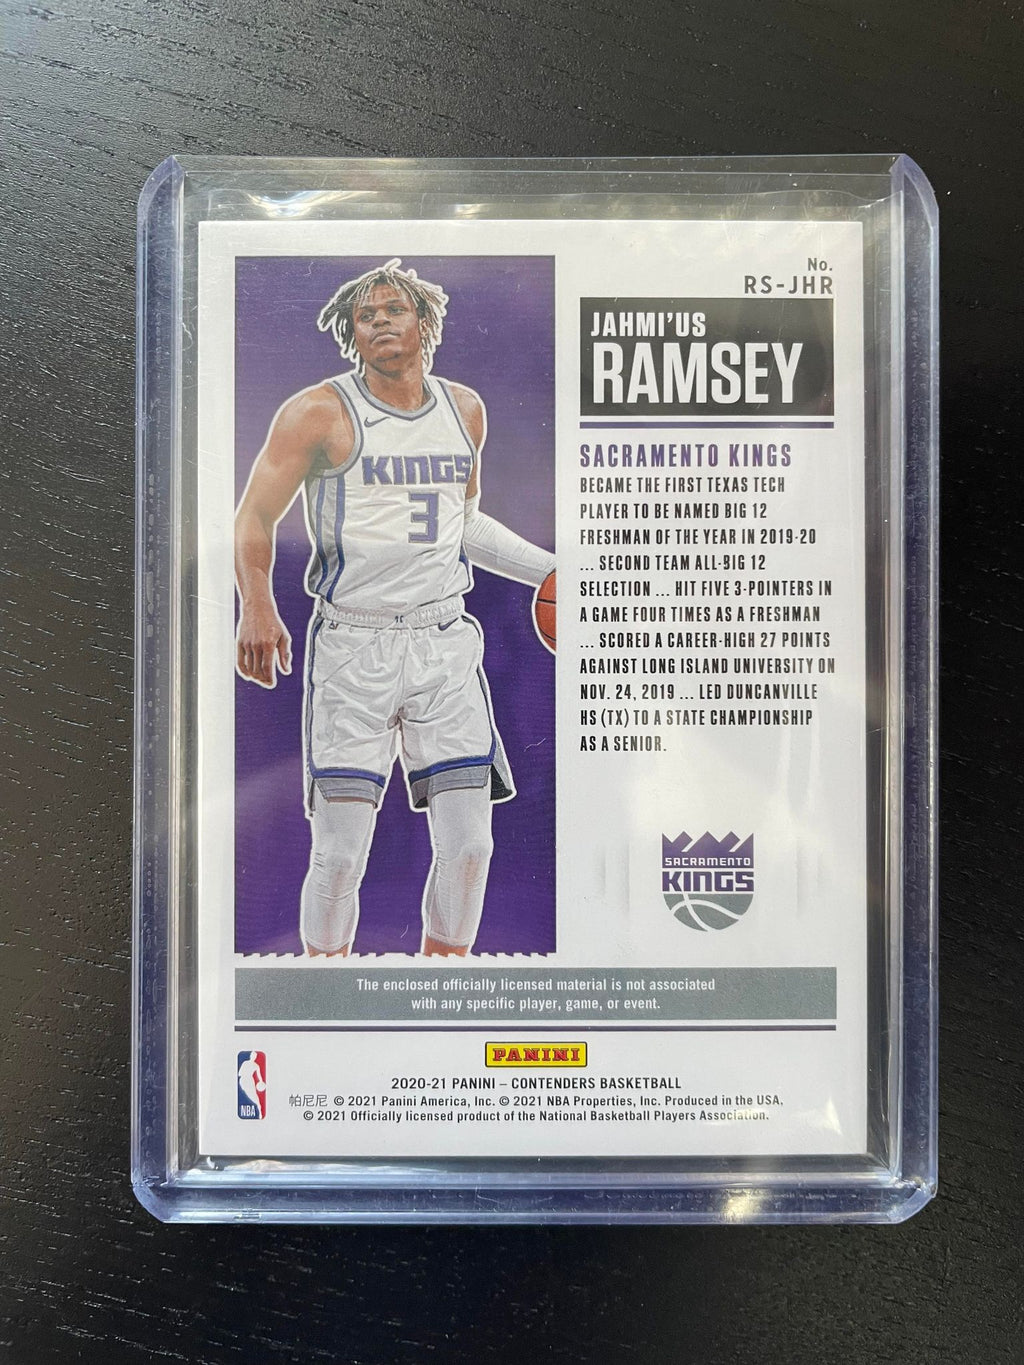 No.
RS-JHR
JAHMI'US
RAMSEY
SACRAMENTO KINGS
BECAME THE FIRST TEXAS TECH
PLAYER TO BE NAMED BIG 12
FRESHMAN OF THE YEAR IN 2019-20
... SECOND TEAM ALL-BIG 12
SELECTION ... HIT FIVE 3-POINTERS IN
A GAME FOUR TIMES AS A FRESHMAN
... SCORED A CAREER-HIGH 27 POINTS
AGAINST LONG ISLAND UNIVERSITY ON
NOV. 24, 2019 ... LED DUNCANVILLE
HS (TX) TO A STATE CHAMPIONSHIP
AS A SENIOR.
KINGS
3
SACRAMENTO
KINGS
The enclosed officially licensed material is not associated
with any specific player, game, or event.
PANINI
NBA
2020-21 PANINI – CONTENDERS BASKETBALL
帕尼尼 © 2021 Panini America, Inc. © 2021 NBA Properties, Inc. Produced in the USA.
© 2021 Officially licensed product of the National Basketball Players Association.